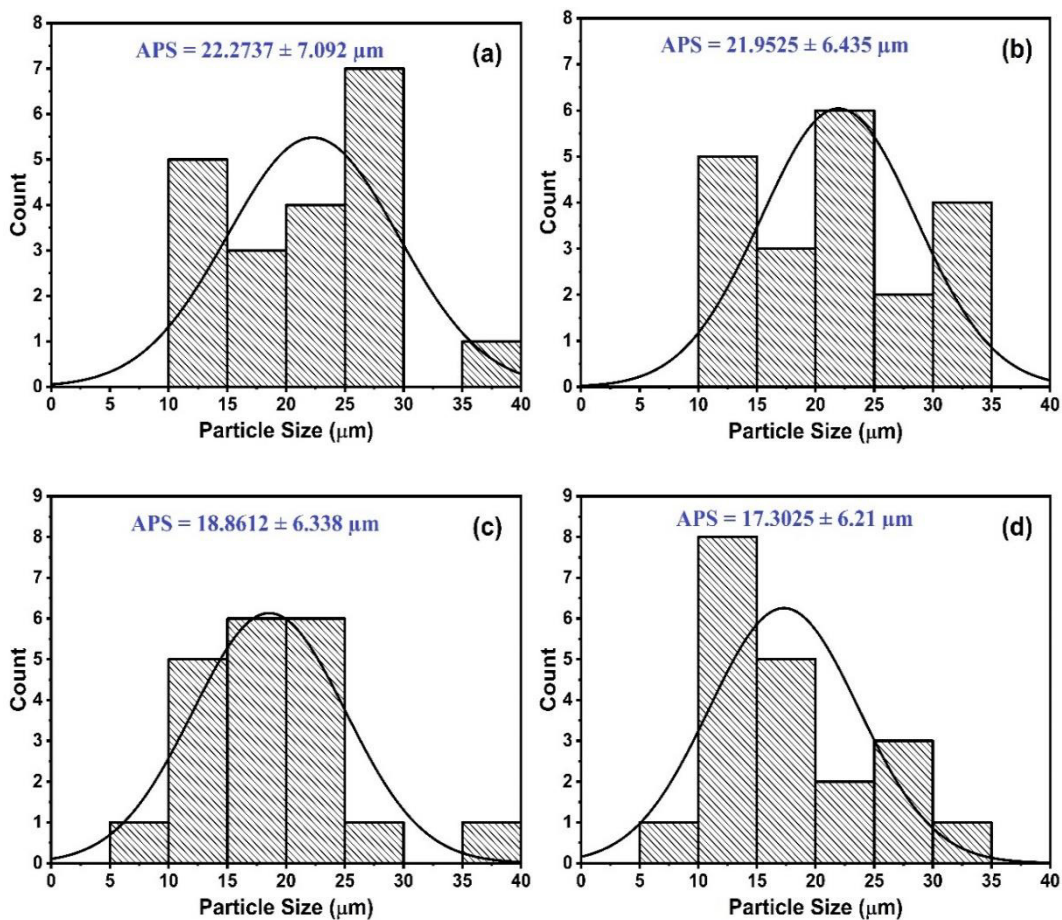 APS = 22.2737 ± 7.092 µm
(a)
8
7
6
5
4
3
2
1
0
Count
0 5 10 15 20 25 30 35 40
Particle Size (μm)
APS = 21.9525 ± 6.435 µm
(b)
8
7
6
5
4
3
2
1
0
Count
0 5 10 15 20 25 30 35 40
Particle Size (μm)
APS = 18.8612 ± 6.338 µm
(c)
9
8
7
6
5
4
3
2
1
0
Count
0 5 10 15 20 25 30 35 40
Particle Size (μm)
APS = 17.3025 ± 6.21 µm
(d)
9
8
7
6
5
4
3
2
1
0
Count
0 5 10 15 20 25 30 35 40
Particle Size (μm)